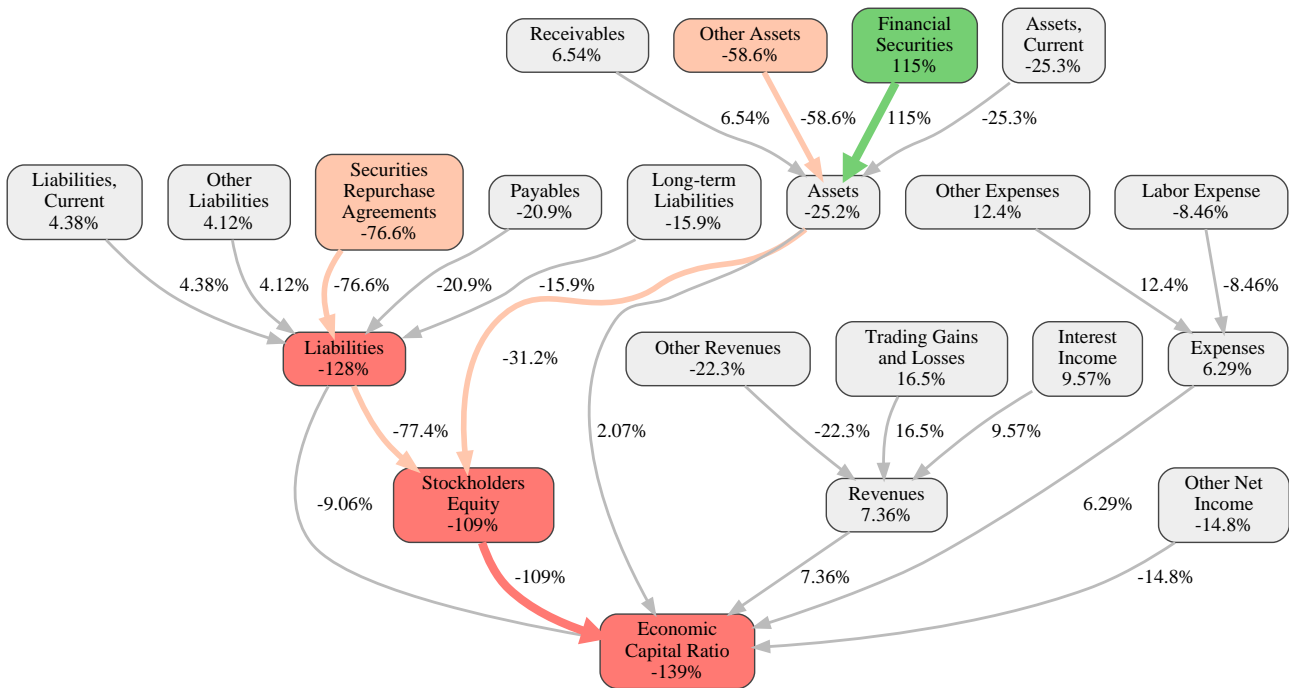 Receivables
6.54%
Other Assets
-58.6%
Financial
Securities
115%
Assets,
Current
-25.3%
6.54%
-58.6%
115%
-25.3%
Liabilities,
Current
4.38%
Other
Liabilities
4.12%
Securities
Repurchase
Agreements
-76.6%
Payables
-20.9%
Long-term
Liabilities
-15.9%
Assets
-25.2%
Other Expenses
12.4%
Labor Expense
-8.46%
4.38%
4.12%
-76.6%
-20.9%
-15.9%
12.4%
-8.46%
Liabilities
-128%
-31.2%
Other Revenues
-22.3%
Trading Gains
and Losses
16.5%
Interest
Income
9.57%
Expenses
6.29%
-77.4%
2.07%
-22.3%
16.5%
9.57%
-9.06%
Stockholders
Equity
-109%
Revenues
7.36%
6.29%
Other Net
Income
-14.8%
-109%
7.36%
-14.8%
Economic
Capital Ratio
-139%